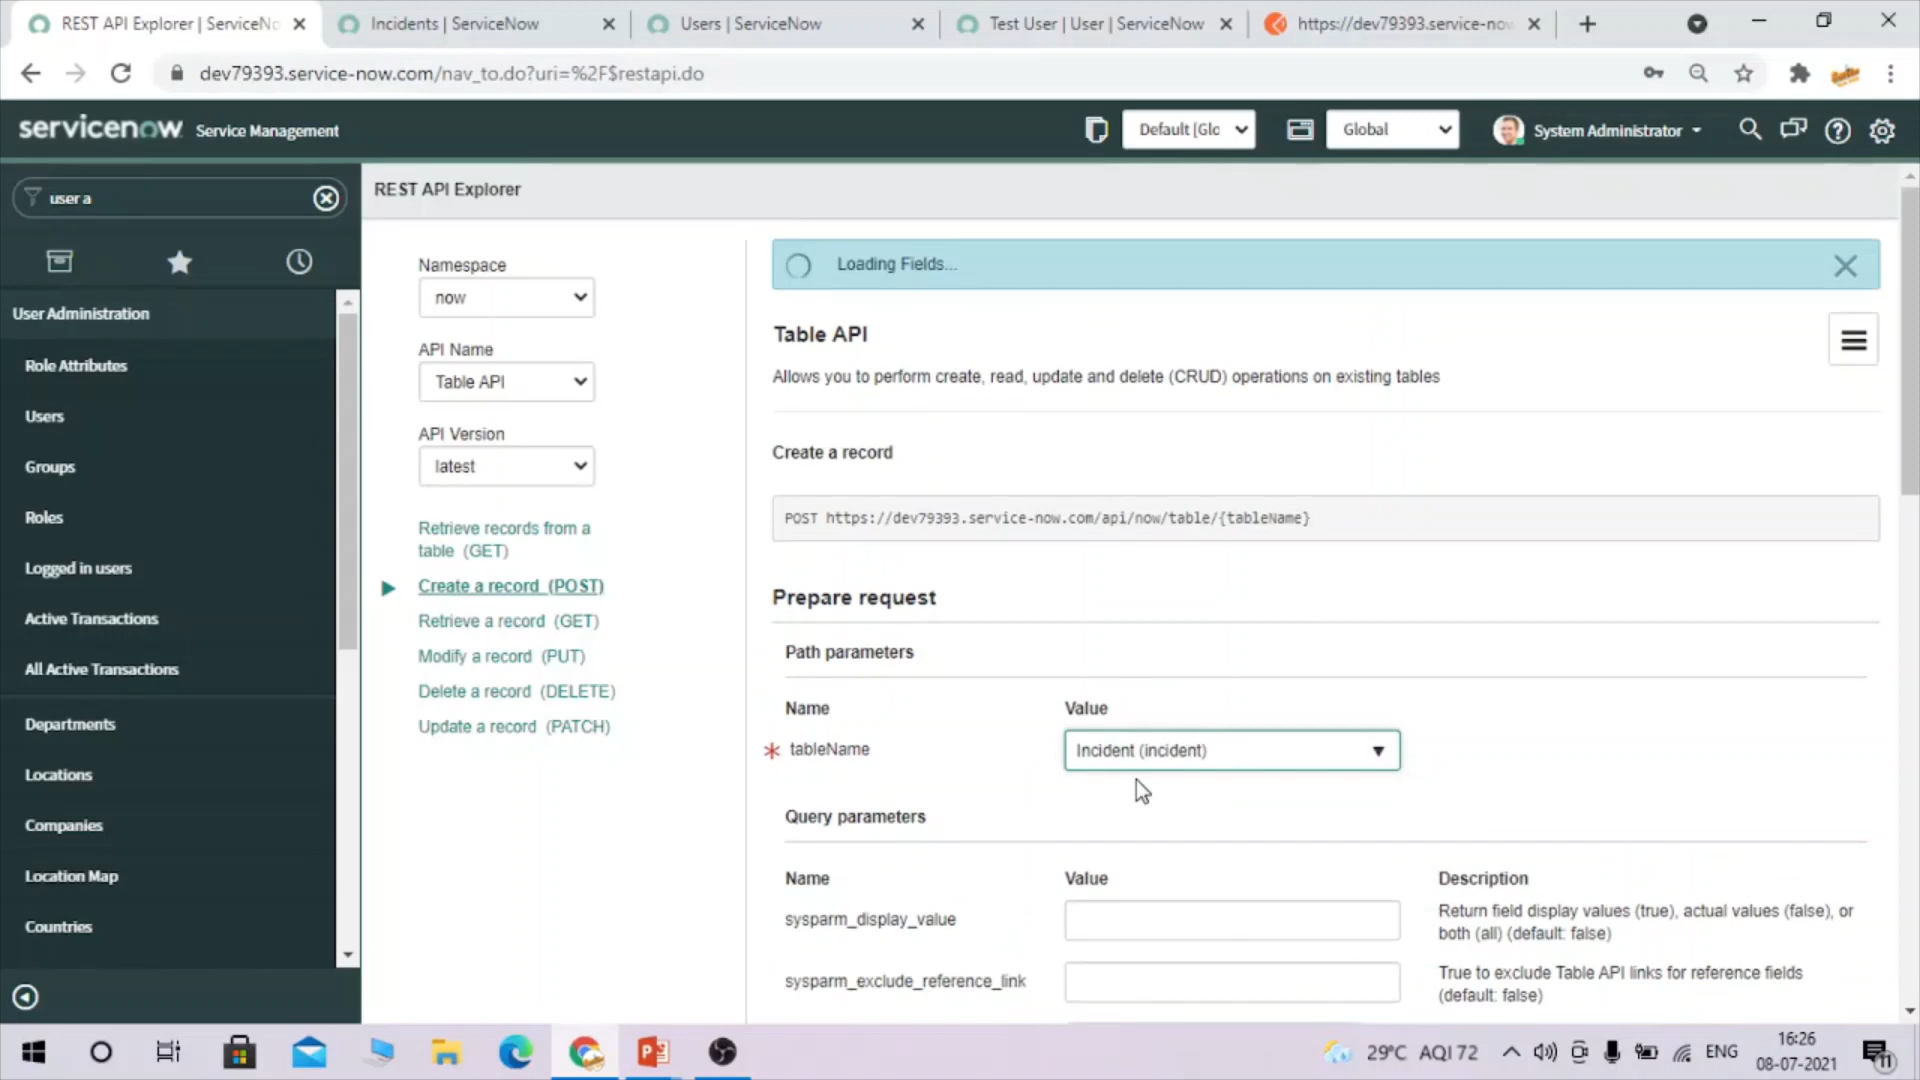 REST API Explorer | ServiceNo
Incidents | ServiceNow
Users | ServiceNow
Test User | User | ServiceNow
https://dev79393.service-now
dev79393.service-now.com/nav_to.do?uri=%2F$restapi.do
servicenow Service Management
Default [Glo
Global
System Administrator
user a
REST API Explorer
User Administration
Role Attributes
Users
Groups
Roles
Logged in users
Active Transactions
All Active Transactions
Departments
Locations
Companies
Location Map
Countries
Namespace
now
API Name
Table API
API Version
latest
Retrieve records from a
table (GET)
Create a record (POST)
Retrieve a record (GET)
Modify a record (PUT)
Delete a record (DELETE)
Update a record (PATCH)
Loading Fields...
Table API
Allows you to perform create, read, update and delete (CRUD) operations on existing tables
Create a record
POST https://dev79393.service-now.com/api/now/table/{tableName}
Prepare request
Path parameters
Name Value
* tableName Incident (incident)
Query parameters
Name Value Description
sysparm_display_value Return field display values (true), actual values (false), or
both (all) (default: false)
sysparm_exclude_reference_link True to exclude Table API links for reference fields
(default: false)
29°C AQI 72
ENG
16:26
08-07-2021
11